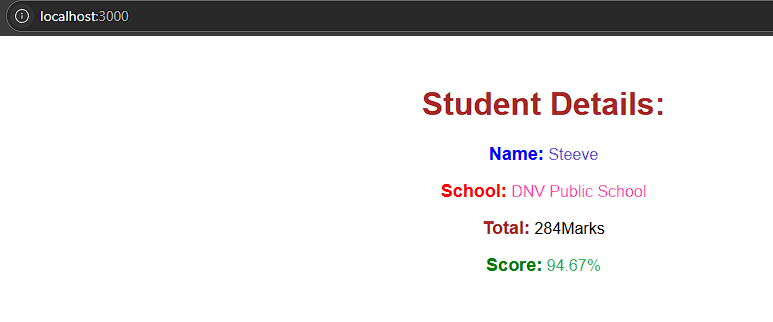 localhost:3000
Student Details:
Name: Steeve
School: DNV Public School
Total: 284Marks
Score: 94.67%